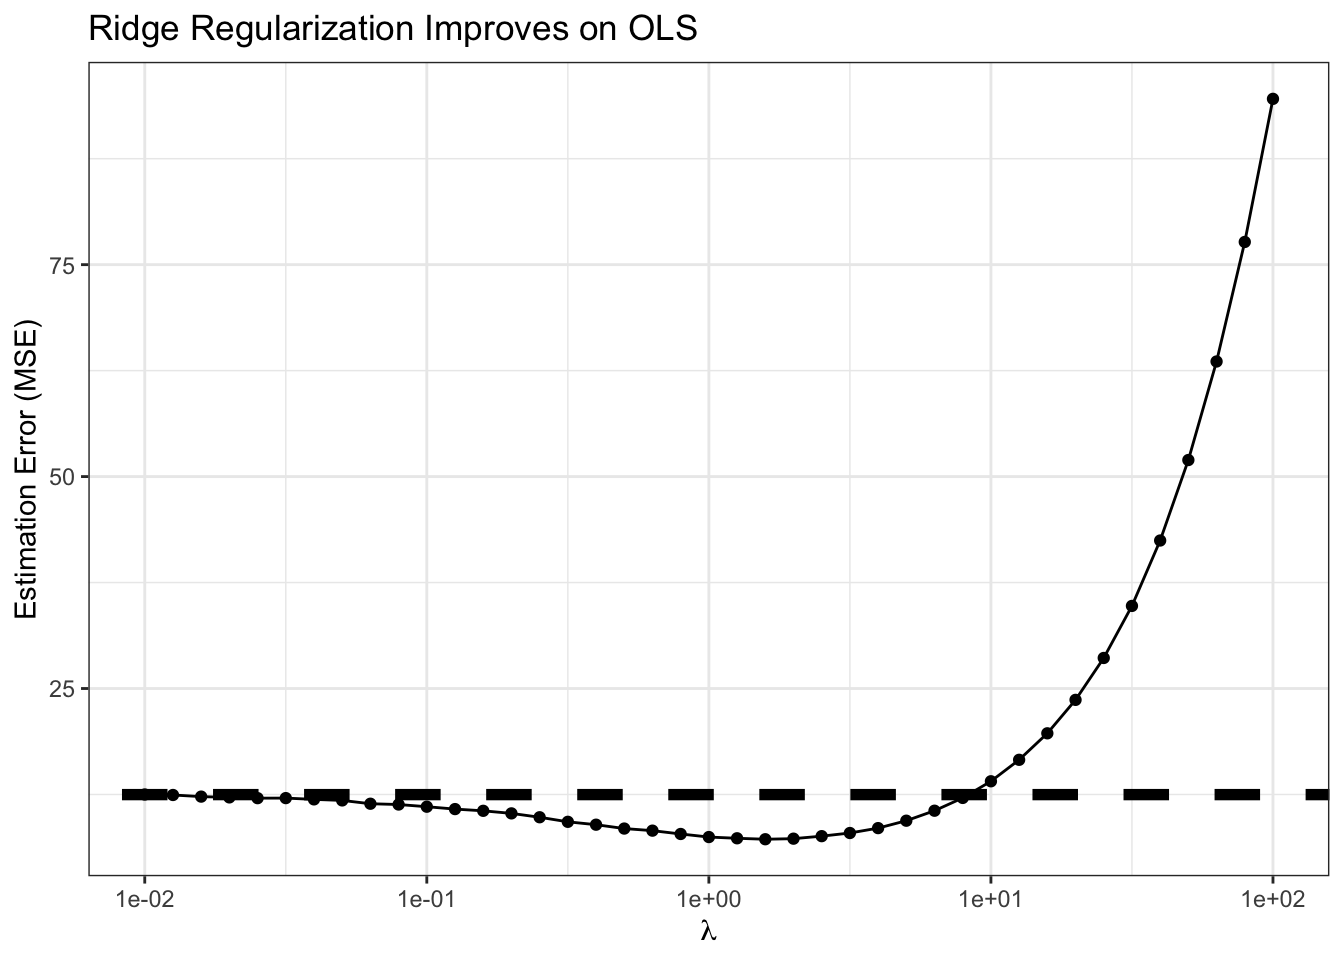 Ridge Regularization Improves on OLS
Estimation Error (MSE)
75
50
25
1e-02 1e-01 1e+00 1e+01 1e+02
λ